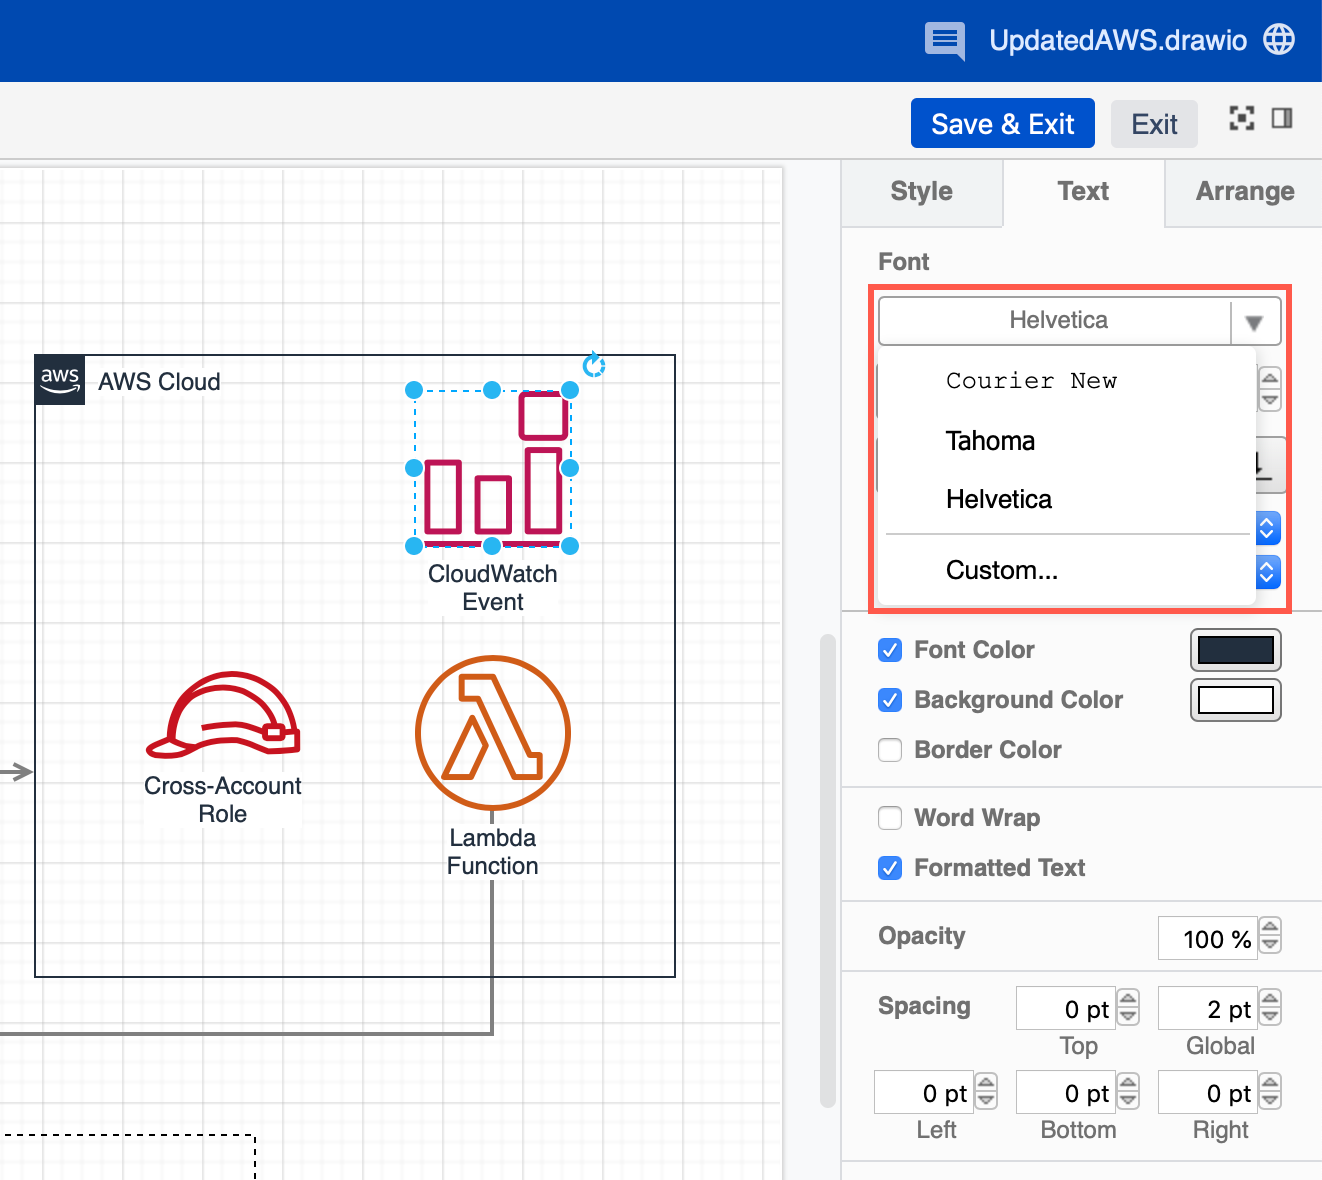 UpdatedAWS.drawio
Save & Exit
Exit
Style
Text
Arrange
Font
Helvetica
Courier New
Tahoma
Helvetica
Custom...
Font Color
Background Color
Border Color
Word Wrap
Formatted Text
Opacity
100 %
Spacing
0 pt
2 pt
Top
Global
0 pt
0 pt
0 pt
Left
Bottom
Right
aws
AWS Cloud
CloudWatch
Event
Cross-Account
Role
Lambda
Function